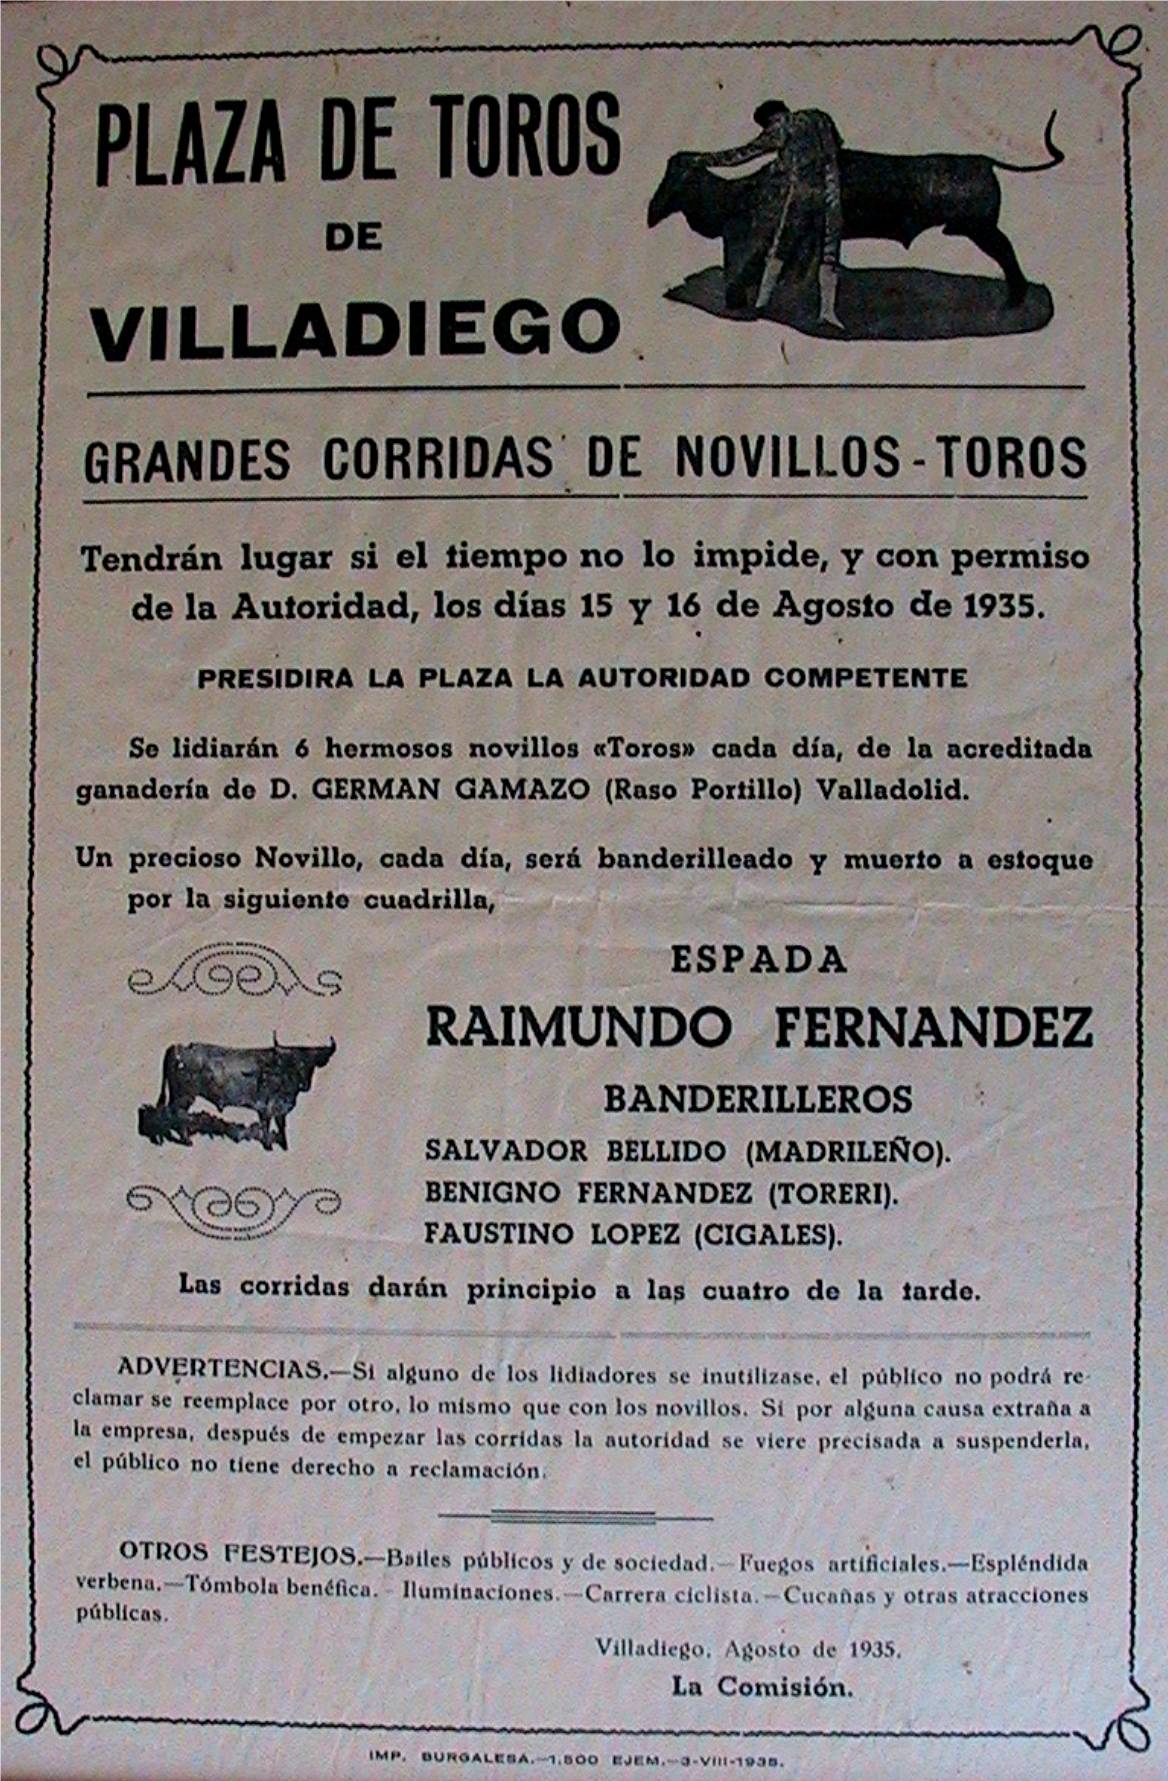 PLAZA DE TOROS
DE
VILLADIEGO
GRANDES CORRIDAS DE NOVILLOS-TOROS
Tendrán lugar si el tiempo no lo impide, y con permiso
de la Autoridad, los días 15 y 16 de Agosto de 1935.
PRESIDIRA LA PLAZA LA AUTORIDAD COMPETENTE
Se lidiarán 6 hermosos novillos «Toros» cada día, de la acreditada
ganadería de D. GERMAN GAMAZO (Raso Portillo) Valladolid.
Un precioso Novillo, cada día, será banderilleado y muerto a estoque
por la siguiente cuadrilla,
ESPADA
RAIMUNDO FERNANDEZ
BANDERILLEROS
SALVADOR BELLIDO (MADRILEÑO).
BENIGNO FERNANDEZ (TORERI).
FAUSTINO LOPEZ (CIGALES).
Las corridas darán principio a las cuatro de la tarde.
ADVERTENCIAS.—Si alguno de los lidiadores se inutilizase, el público no podrá re-
clamar se reemplace por otro, lo mismo que con los novillos. Si por alguna causa extraña a
la empresa, después de empezar las corridas la autoridad se viere precisada a suspenderla,
el público no tiene derecho a reclamación.
OTROS FESTEJOS.—Bailes públicos y de sociedad.—Fuegos artificiales.—Espléndida
verbena.—Tómbola benéfica.—Iluminaciones.—Carrera ciclista.—Cucañas y otras atracciones
públicas.
Villadiego, Agosto de 1935.
La Comisión.
IMP. BURGALESA.—1.500 EJEM.—3-VIII-1935.